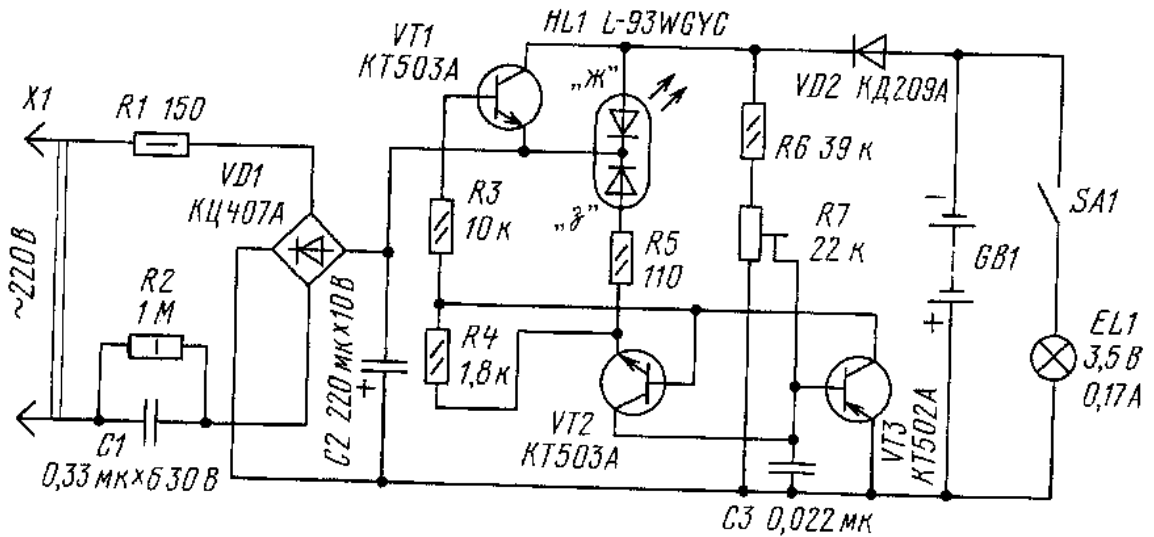 HL1 L-93WGYC
VT1
КТ503А
„Ж"
VD2 КД209А
X1
R1 150
VD1
КЦ407А
R3
10 к
„З"
R5
110
R6 39 к
R7
22 к
SA1
−
GB1
+
~220В
R2
1 М
C2 220 мк×10В
+
R4
1,8к
EL1
3,5 В
0,17А
VT2
КТ503А
VT3
КТ502А
C1
0,33 мк×630 В
C3 0,022 мк